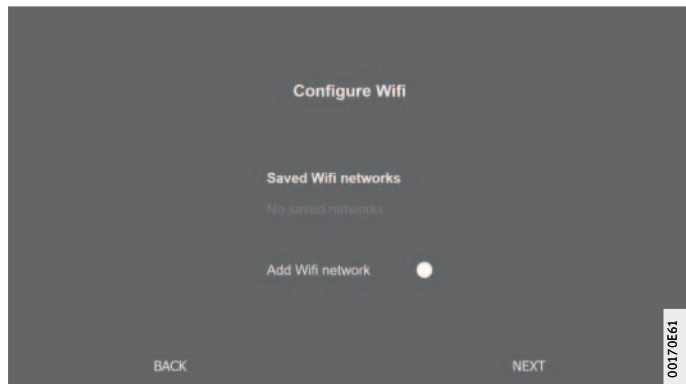 Configure Wifi
Saved Wifi networks
No saved networks
Add Wifi network
BACK
NEXT
00170E61